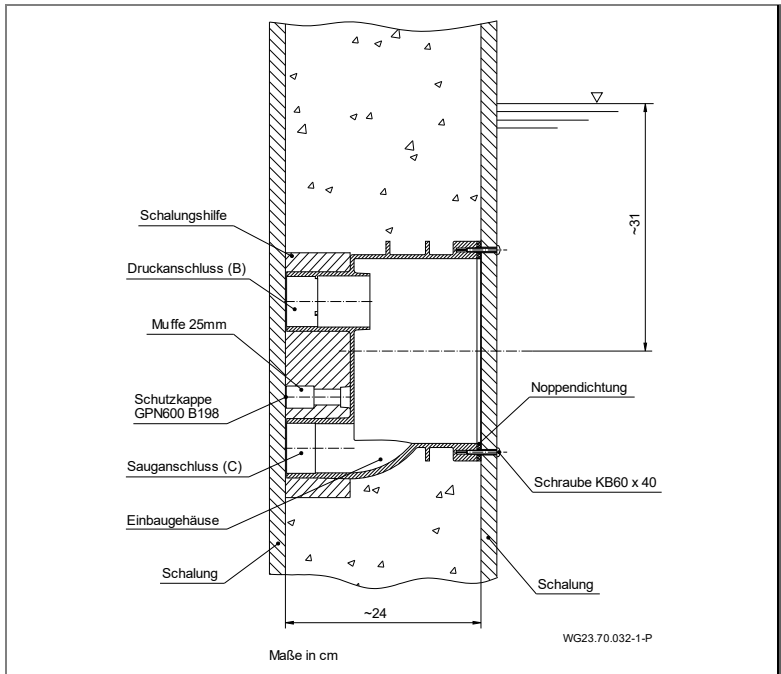 ~31
Schalungshilfe
Druckanschluss (B)
Muffe 25mm
Schutzkappe
GPN600 B198
Sauganschluss (C)
Einbaugehäuse
Schalung
Noppendichtung
Schraube KB60 x 40
Schalung
~24
WG23.70.032-1-P
Maße in cm